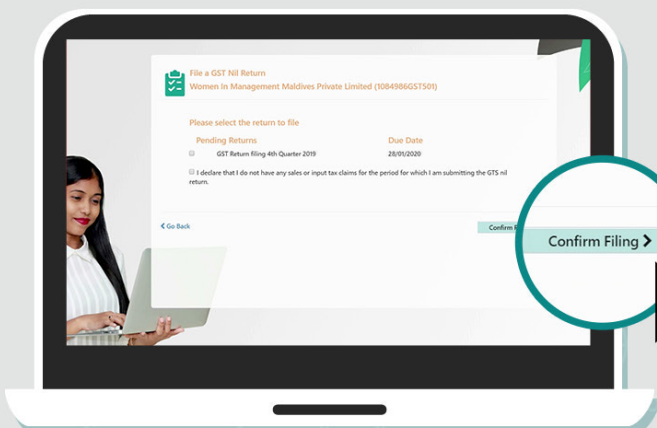 File a GST Nil Return
Women In Management Maldives Private Limited (1084986GST501)
Please select the return to file
Pending Returns Due Date
GST Return filing 4th Quarter 2019 28/01/2020
I declare that I do not have any sales or input tax claims for the period for which I am submitting the GTS nil
return.
Go Back
Confirm F
Confirm Filing